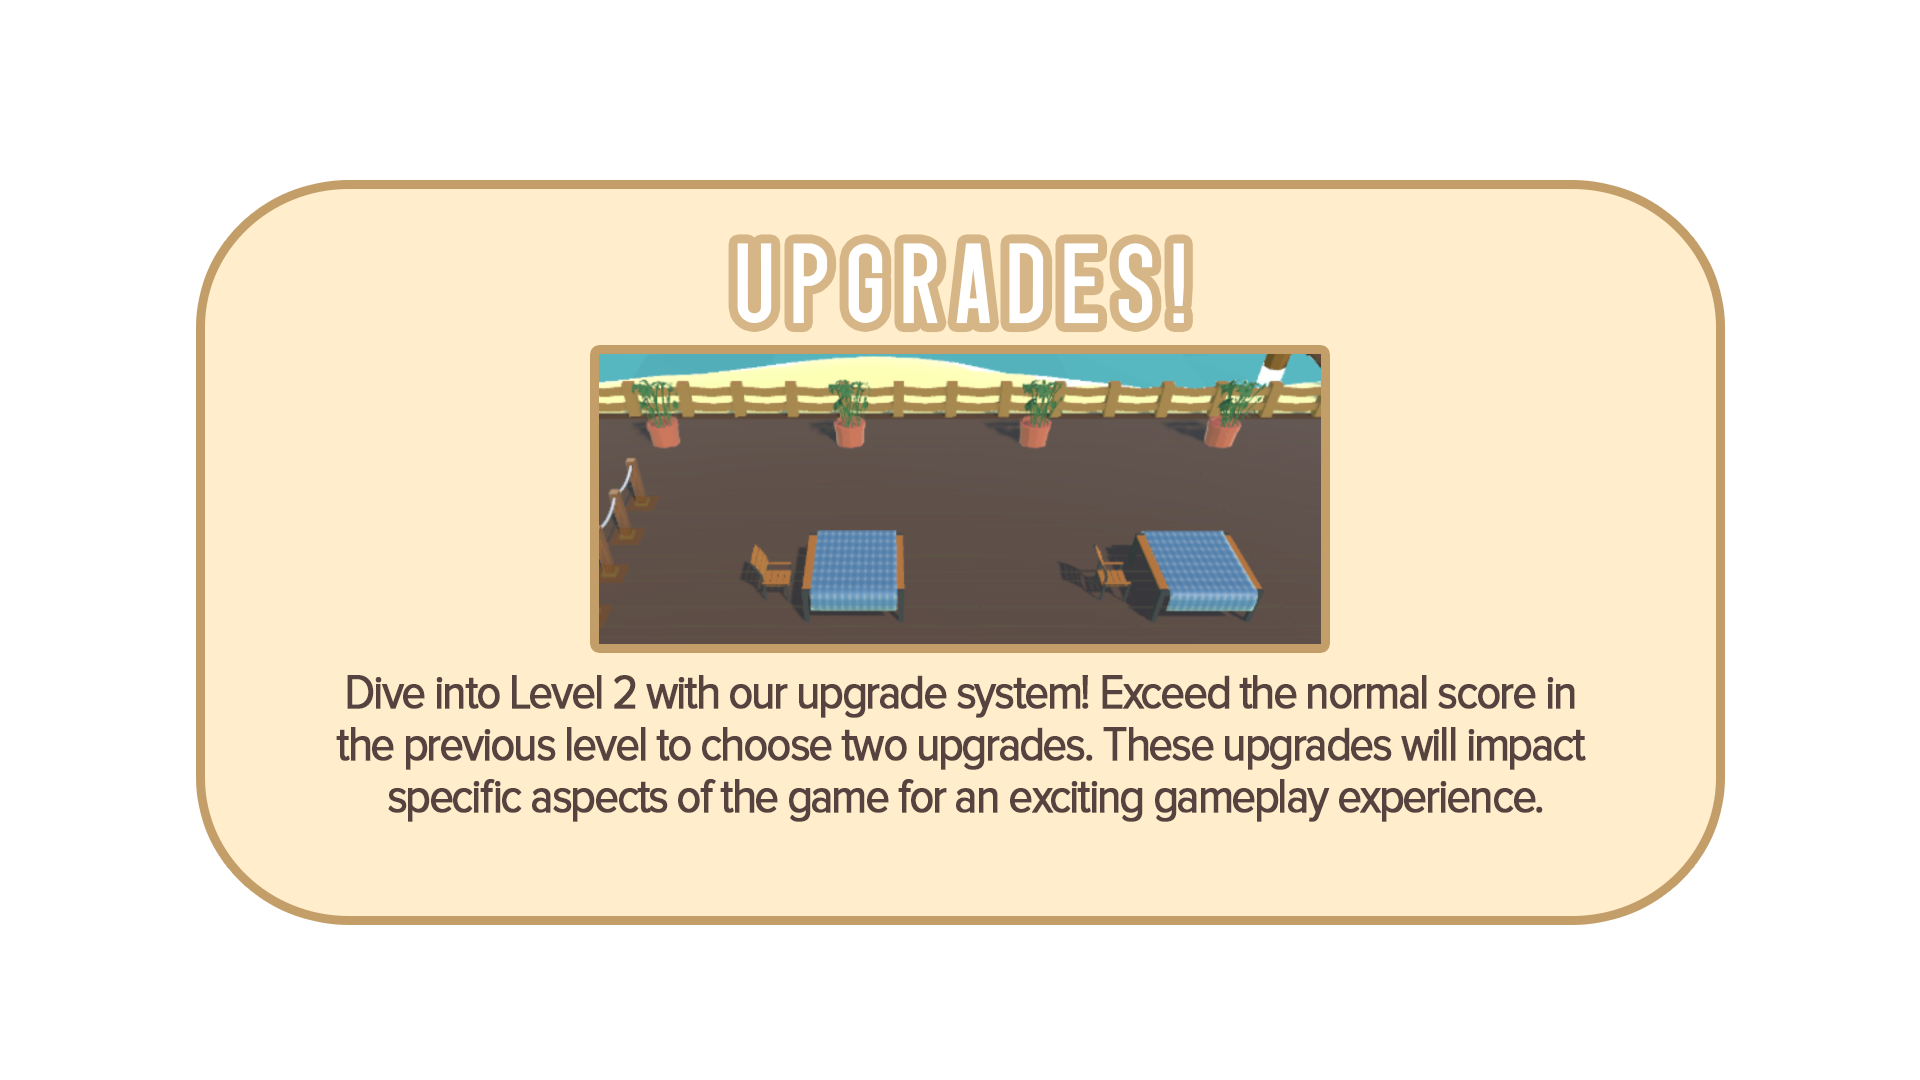 UPGRADES!
Dive into Level 2 with our upgrade system! Exceed the normal score in
the previous level to choose two upgrades. These upgrades will impact
specific aspects of the game for an exciting gameplay experience.